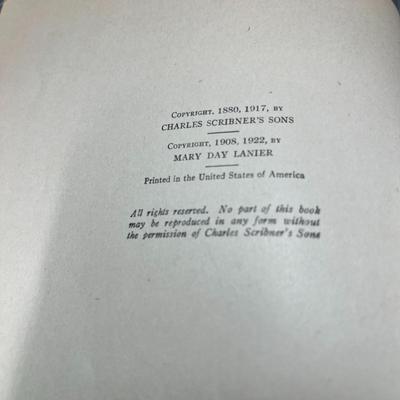 Copyright, 1880, 1917, by
CHARLES SCRIBNER'S SONS
Copyright, 1908, 1922, by
MARY DAY LANIER
Printed in the United States of America
All rights reserved. No part of this book
may be reproduced in any form without
the permission of Charles Scribner's Sons